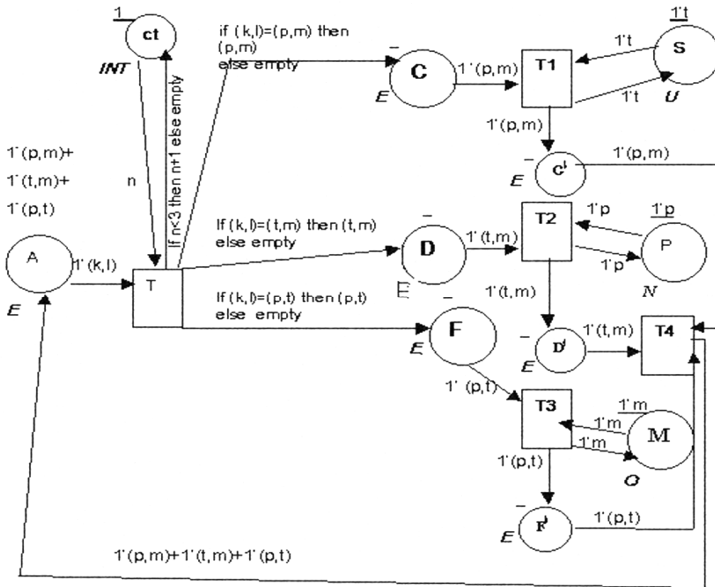 1
ct
INT
if (k,l)=(p,m) then
(p,m)
else empty
C
E
1'(p,m)
T1
1't
1't
S
1't
U
1'(p,m)
E
C'
1'(p,m)
1'(p,m)+
1'(t,m)+
1'(p,t)
n
If n<3 then n+1 else empty
A
E
1'(k,l)
T
If (k,l)=(t,m) then (t,m)
else empty
D
E
1'(t,m)
T2
1'p
1'p
1'p
P
N
1'(t,m)
If (k,l)=(p,t) then (p,t)
else empty
F
E
D'
E
1'(t,m)
T4
1'(p,t)
T3
1'm
1'm
1'm
M
O
1'(p,t)
E
F'
1'(p,t)
1'(p,m)+1'(t,m)+1'(p,t)